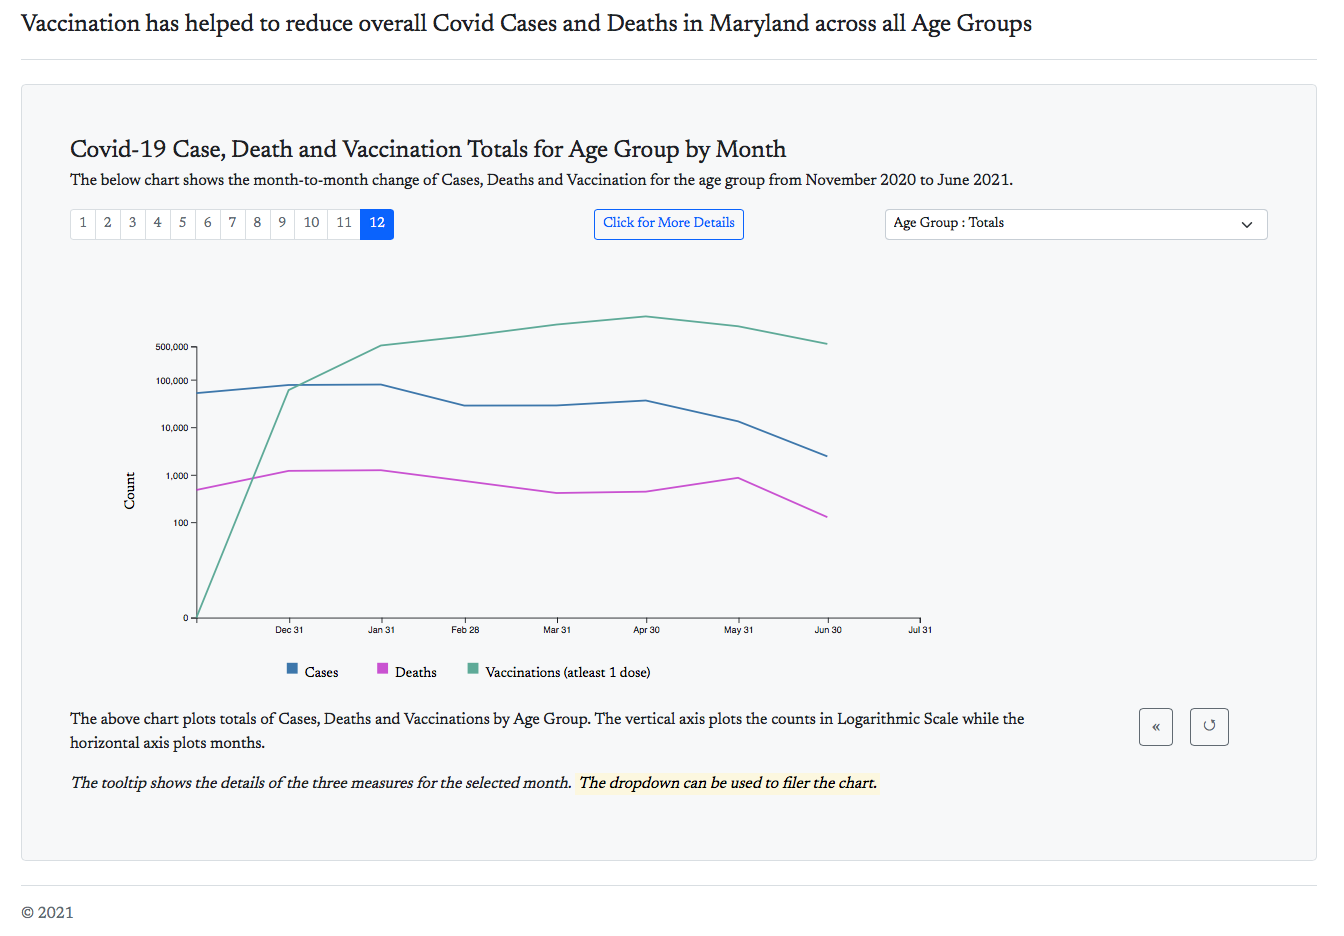 Vaccination has helped to reduce overall Covid Cases and Deaths in Maryland across all Age Groups
Covid-19 Case, Death and Vaccination Totals for Age Group by Month
The below chart shows the month-to-month change of Cases, Deaths and Vaccination for the age group from November 2020 to June 2021.
1 2 3 4 5 6 7 8 9 10 11 12
Click for More Details
Age Group : Totals
500,000
100,000
10,000
1,000
100
0
Count
Dec 31 Jan 31 Feb 28 Mar 31 Apr 30 May 31 Jun 30 Jul 31
Cases Deaths Vaccinations (atleast 1 dose)
The above chart plots totals of Cases, Deaths and Vaccinations by Age Group. The vertical axis plots the counts in Logarithmic Scale while the
horizontal axis plots months.
«
The tooltip shows the details of the three measures for the selected month. The dropdown can be used to filer the chart.
© 2021